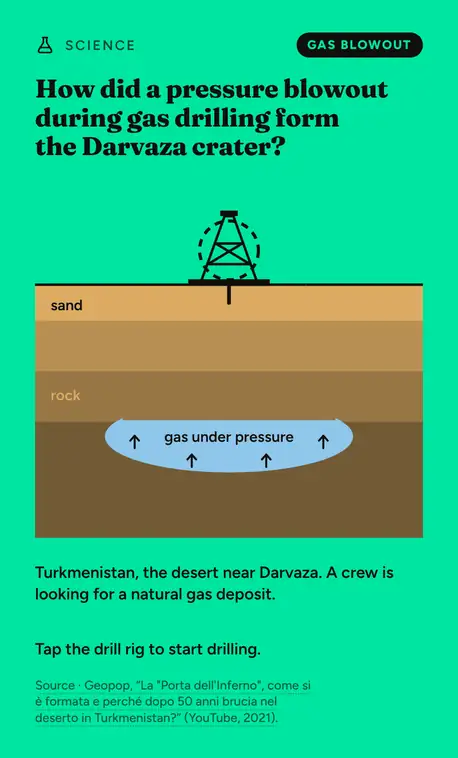 SCIENCE
GAS BLOWOUT
How did a pressure blowout
during gas drilling form
the Darvaza crater?
sand
rock
gas under pressure
Turkmenistan, the desert near Darvaza. A crew is
looking for a natural gas deposit.
Tap the drill rig to start drilling.
Source · Geopop, “La "Porta dell'Inferno", come si
è formata e perché dopo 50 anni brucia nel
deserto in Turkmenistan?” (YouTube, 2021).